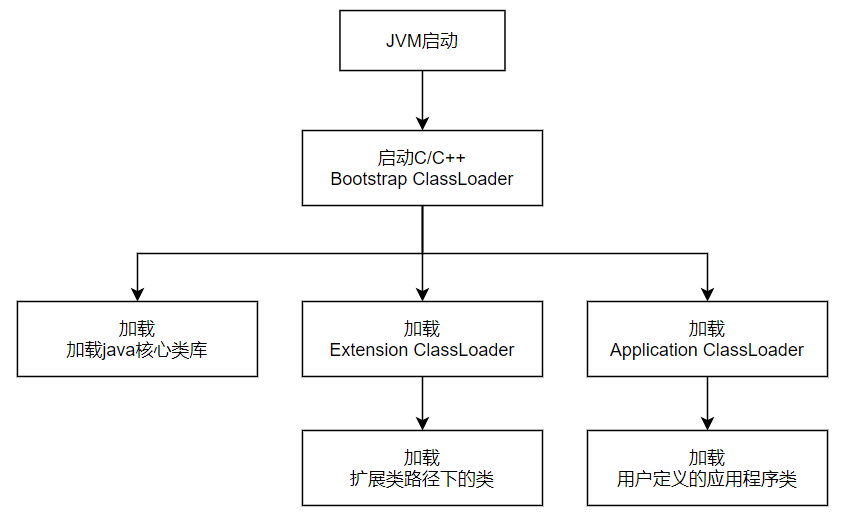 JVM启动
启动C/C++
Bootstrap ClassLoader
加载
加载java核心类库
加载
Extension ClassLoader
加载
Application ClassLoader
加载
扩展类路径下的类
加载
用户定义的应用程序类